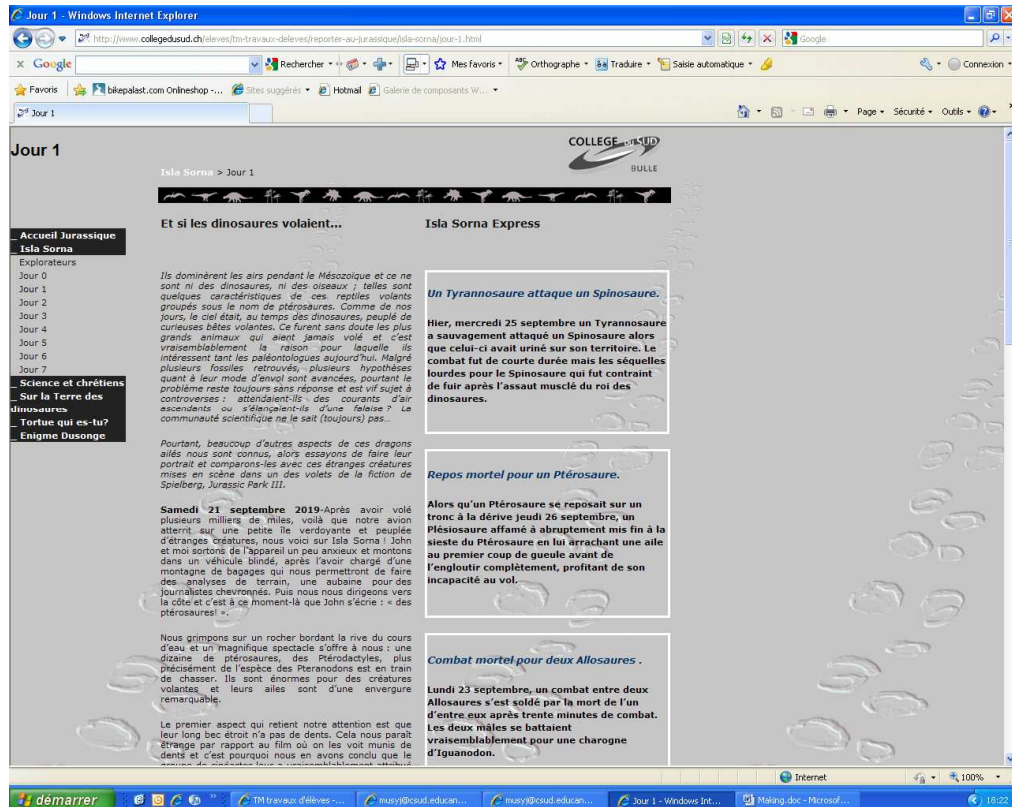 Jour 1 - Windows Internet Explorer
http://www.collegedusud.ch/eleves/tm-travaux-deleves/reporter-au-jurassique/isla-sorna/jour-1.html
Google
x Google
Rechercher
Mes favoris
Orthographe
Traduire
Saisie automatique
Connexion
Favoris
bikepalast.com Onlineshop -...
Sites suggérés
Hotmail
Galerie de composants W...
Jour 1
Page
Sécurité
Outils
Jour 1
COLLEGE DU SUD
BULLE
Isla Sorna > Jour 1
_ Accueil Jurassique
_ Isla Sorna
Explorateurs
Jour 0
Jour 1
Jour 2
Jour 3
Jour 4
Jour 5
Jour 6
Jour 7
_ Science et chrétiens
_ Sur la Terre des
dinosaures
_ Tortue qui es-tu?
_ Enigme Dusonge
Et si les dinosaures volaient...
Ils dominèrent les airs pendant le Mésozoïque et ce ne
sont ni des dinosaures, ni des oiseaux ; telles sont
quelques caractéristiques de ces reptiles volants
groupés sous le nom de ptérosaures. Comme de nos
jours, le ciel était, au temps des dinosaures, peuplé de
curieuses bêtes volantes. Ce furent sans doute les plus
grands animaux qui aient jamais volé et c'est
vraisemblablement la raison pour laquelle ils
intéressent tant les paléontologues aujourd'hui. Malgré
plusieurs fossiles retrouvés, plusieurs hypothèses
quant à leur mode d'envol sont avancées, pourtant le
problème reste toujours sans réponse et est vif sujet à
controverses : attendaient-ils des courants d'air
ascendants ou s'élançaient-ils d'une falaise ? La
communauté scientifique ne le sait (toujours) pas...
Pourtant, beaucoup d'autres aspects de ces dragons
ailés nous sont connus, alors essayons de faire leur
portrait et comparons-les avec ces étranges créatures
mises en scène dans un des volets de la fiction de
Spielberg, Jurassic Park III.
Samedi 21 septembre 2019-Après avoir volé
plusieurs milliers de miles, voilà que notre avion
atterrit sur une petite île verdoyante et peuplée
d'étranges créatures, nous voici sur Isla Sorna ! John
et moi sortons de l'appareil un peu anxieux et montons
dans un véhicule blindé, après l'avoir chargé d'une
montagne de bagages qui nous permettront de faire
des analyses de terrain, une aubaine pour des
journalistes chevronnés. Puis nous nous dirigeons vers
la côte et c'est à ce moment-là que John s'écrie : « des
ptérosaures! ».
Nous grimpons sur un rocher bordant la rive du cours
d'eau et un magnifique spectacle s'offre à nous : une
dizaine de ptérosaures, des Ptérodactyles, plus
précisément de l'espèce des Pteranodons est en train
de chasser. Ils sont énormes pour des créatures
volantes et leurs ailes sont d'une envergure
remarquable.
Le premier aspect qui retient notre attention est que
leur long bec étroit n'a pas de dents. Cela nous paraît
étrange par rapport au film où on les voit munis de
dents et c'est pourquoi nous en avons conclu que le
groupe de cinéastes leur a vraisemblablement attribué
Isla Sorna Express
Un Tyrannosaure attaque un Spinosaure.
Hier, mercredi 25 septembre un Tyrannosaure
a sauvagement attaqué un Spinosaure alors
que celui-ci avait uriné sur son territoire. Le
combat fut de courte durée mais les séquelles
lourdes pour le Spinosaure qui fut contraint
de fuir après l'assaut musclé du roi des
dinosaures.
Repos mortel pour un Ptérosaure.
Alors qu'un Ptérosaure se reposait sur un
tronc à la dérive jeudi 26 septembre, un
Plésiosaure affamé à abruptement mis fin à la
sieste du Ptérosaure en lui arrachant une aile
au premier coup de gueule avant de
l'engloutir complètement, profitant de son
incapacité au vol.
Combat mortel pour deux Allosaures .
Lundi 23 septembre, un combat entre deux
Allosaures s'est soldé par la mort de l'un
d'entre eux après trente minutes de combat.
Les deux mâles se battaient
vraisemblablement pour une charogne
d'Iguanodon.
Internet
100%
démarrer
TM travaux d'élèves -...
musyj@csud.educan...
musyj@csud.educan...
Jour 1 - Windows Int...
Making.doc - Microsof...
18:22